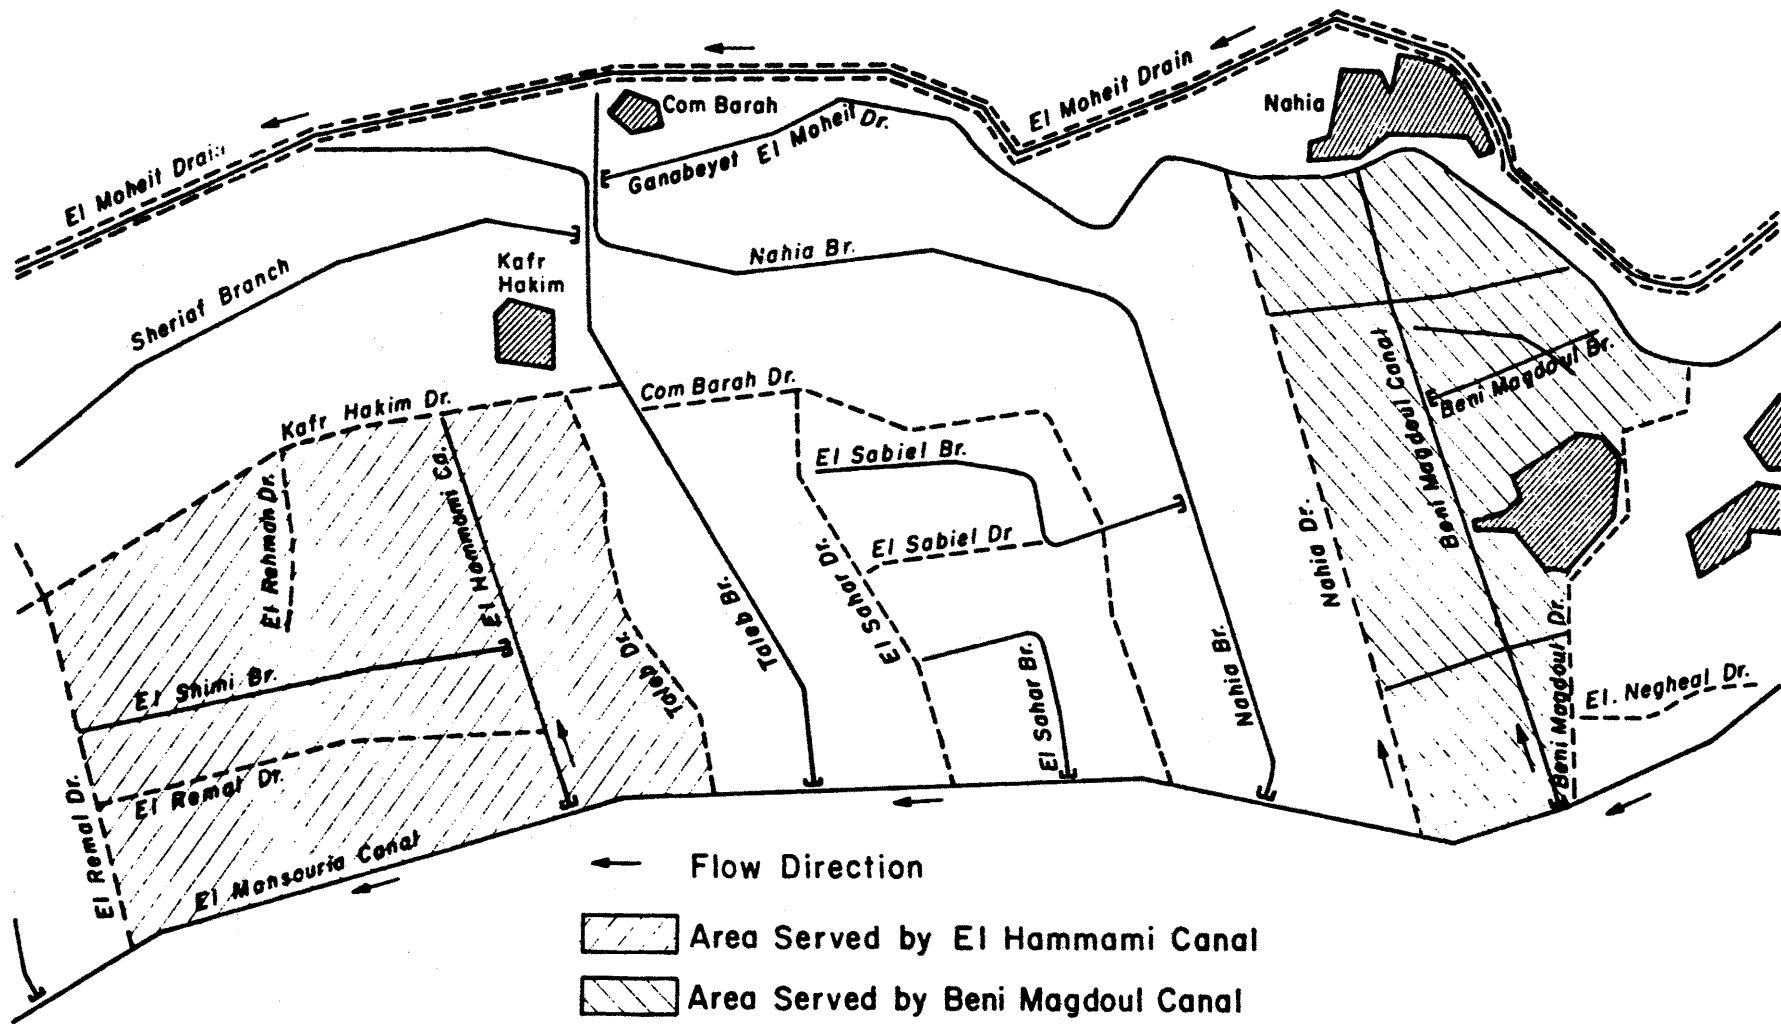 El Moheit Drain
Nahia
Com Barah
Ganabeyet El Moheit Dr.
El Moheit Drain
Sheriaf Branch
Kafr
Hakim
Nahia Br.
Kafr Hakim Dr.
Com Barah Dr.
Beni Magdoul Canal
Beni Magdoul Br.
El Rehmah Dr.
El Hammami Ca.
El Sabiel Br.
El Sabiel Dr
Nahia Dr.
El Sahar Dr.
Taleb Br.
Taleb Dr.
El Shimi Br.
El Sahar Br.
Nahia Br.
Beni Magdoul Dr.
El. Negheal Dr.
El Remal Dr.
El Remal Dr.
El Mansouria Canal
Flow Direction
Area Served by El Hammami Canal
Area Served by Beni Magdoul Canal